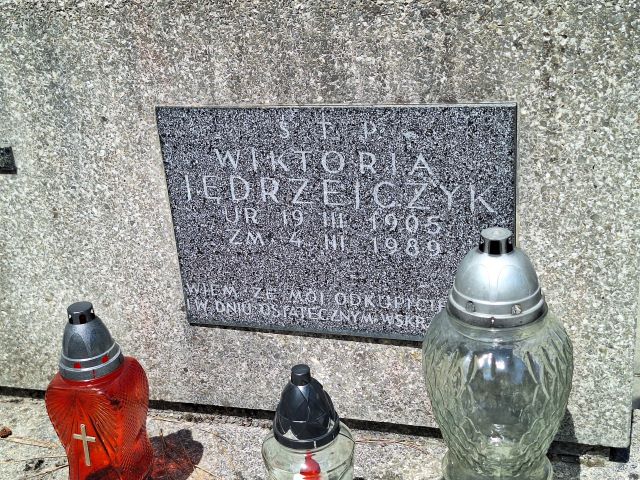 Ś. T. P.
WIKTORIA
JĘDRZEJCZYK
UR 19 III 1905
ZM. 4 III 1989
WIEM, ŻE MÓJ
W DNIU OSTATECZNYM